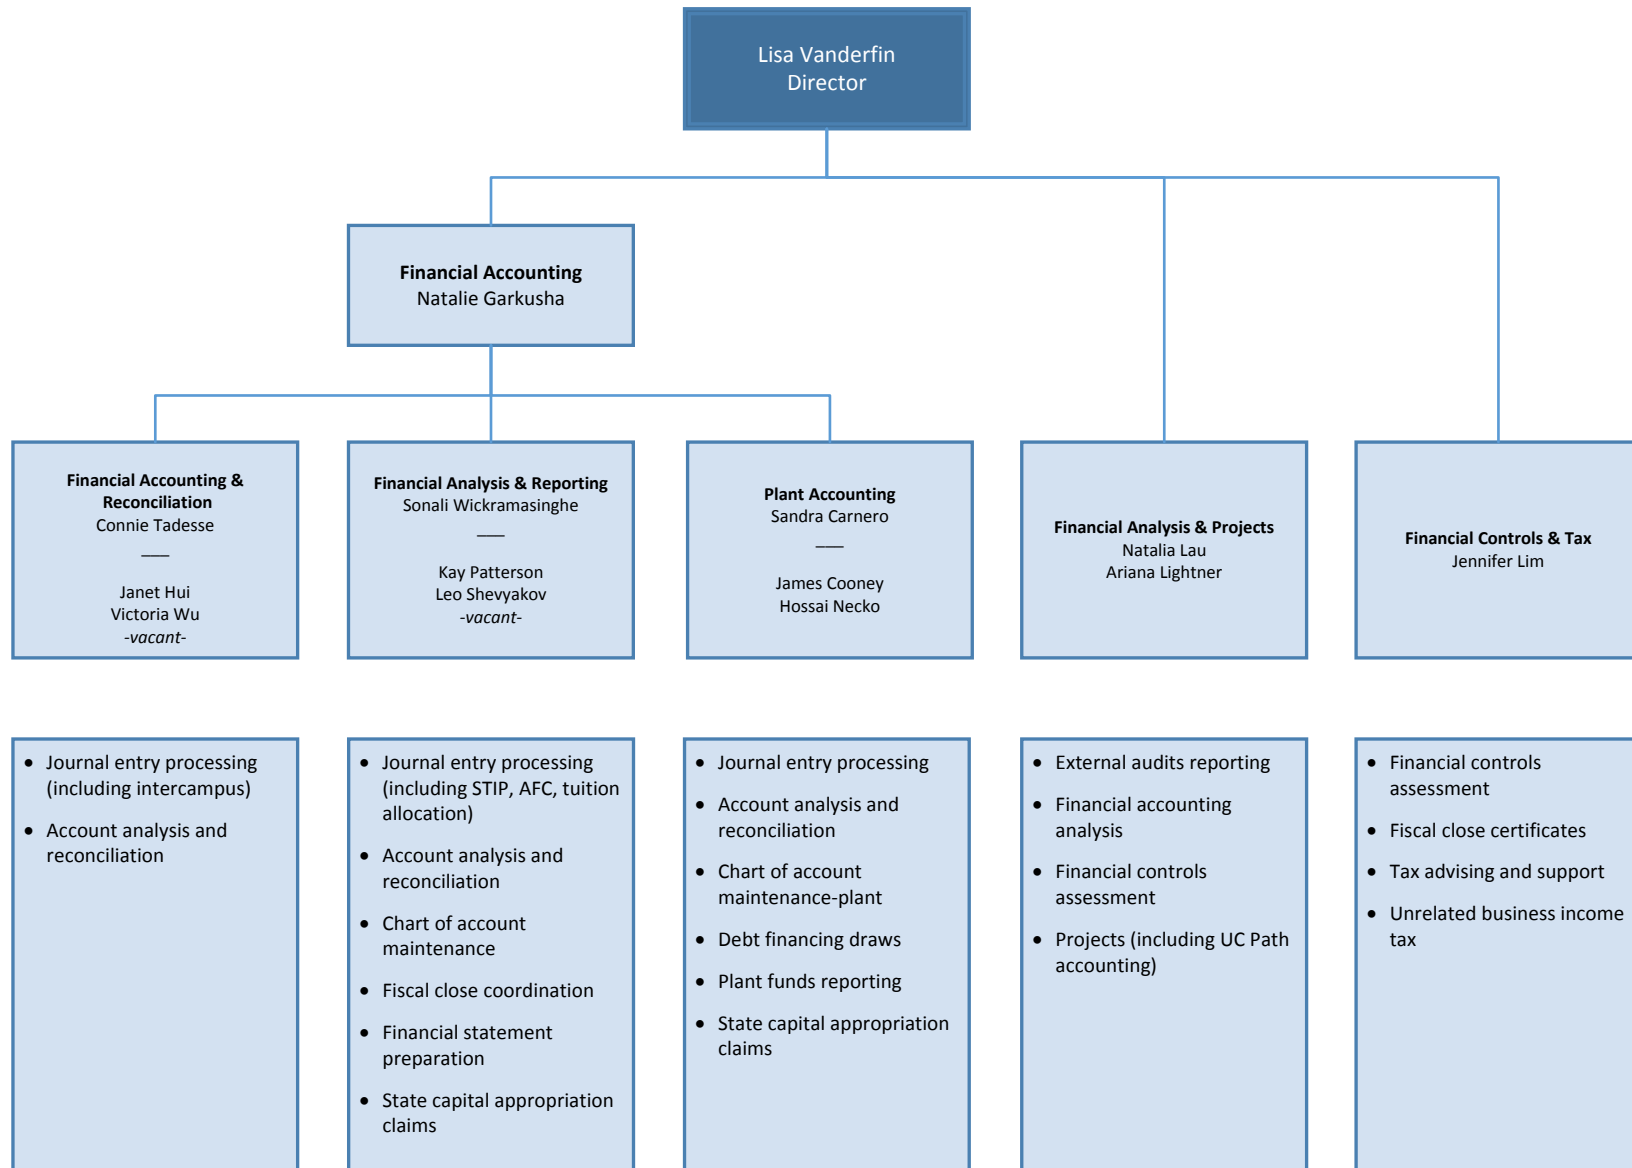 Lisa Vanderfin
Director
Financial Accounting
Natalie Garkusha
Financial Accounting &
Reconciliation
Connie Tadesse
___
Janet Hui
Victoria Wu
-vacant-
Financial Analysis & Reporting
Sonali Wickramasinghe
___
Kay Patterson
Leo Shevyakov
-vacant-
Plant Accounting
Sandra Carnero
___
James Cooney
Hossai Necko
Financial Analysis & Projects
Natalia Lau
Ariana Lightner
Financial Controls & Tax
Jennifer Lim
• Journal entry processing
(including intercampus)
• Account analysis and
reconciliation
• Journal entry processing
(including STIP, AFC, tuition
allocation)
• Account analysis and
reconciliation
• Chart of account
maintenance
• Fiscal close coordination
• Financial statement
preparation
• State capital appropriation
claims
• Journal entry processing
• Account analysis and
reconciliation
• Chart of account
maintenance-plant
• Debt financing draws
• Plant funds reporting
• State capital appropriation
claims
• External audits reporting
• Financial accounting
analysis
• Financial controls
assessment
• Projects (including UC Path
accounting)
• Financial controls
assessment
• Fiscal close certificates
• Tax advising and support
• Unrelated business income
tax